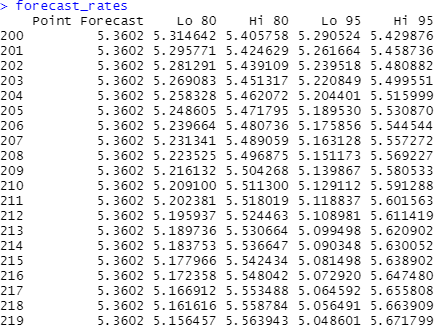 > forecast_rates
Point Forecast Lo 80 Hi 80 Lo 95 Hi 95
200 5.3602 5.314642 5.405758 5.290524 5.429876
201 5.3602 5.295771 5.424629 5.261664 5.458736
202 5.3602 5.281291 5.439109 5.239518 5.480882
203 5.3602 5.269083 5.451317 5.220849 5.499551
204 5.3602 5.258328 5.462072 5.204401 5.515999
205 5.3602 5.248605 5.471795 5.189530 5.530870
206 5.3602 5.239664 5.480736 5.175856 5.544544
207 5.3602 5.231341 5.489059 5.163128 5.557272
208 5.3602 5.223525 5.496875 5.151173 5.569227
209 5.3602 5.216132 5.504268 5.139867 5.580533
210 5.3602 5.209100 5.511300 5.129112 5.591288
211 5.3602 5.202381 5.518019 5.118837 5.601563
212 5.3602 5.195937 5.524463 5.108981 5.611419
213 5.3602 5.189736 5.530664 5.099498 5.620902
214 5.3602 5.183753 5.536647 5.090348 5.630052
215 5.3602 5.177966 5.542434 5.081498 5.638902
216 5.3602 5.172358 5.548042 5.072920 5.647480
217 5.3602 5.166912 5.553488 5.064592 5.655808
218 5.3602 5.161616 5.558784 5.056491 5.663909
219 5.3602 5.156457 5.563943 5.048601 5.671799